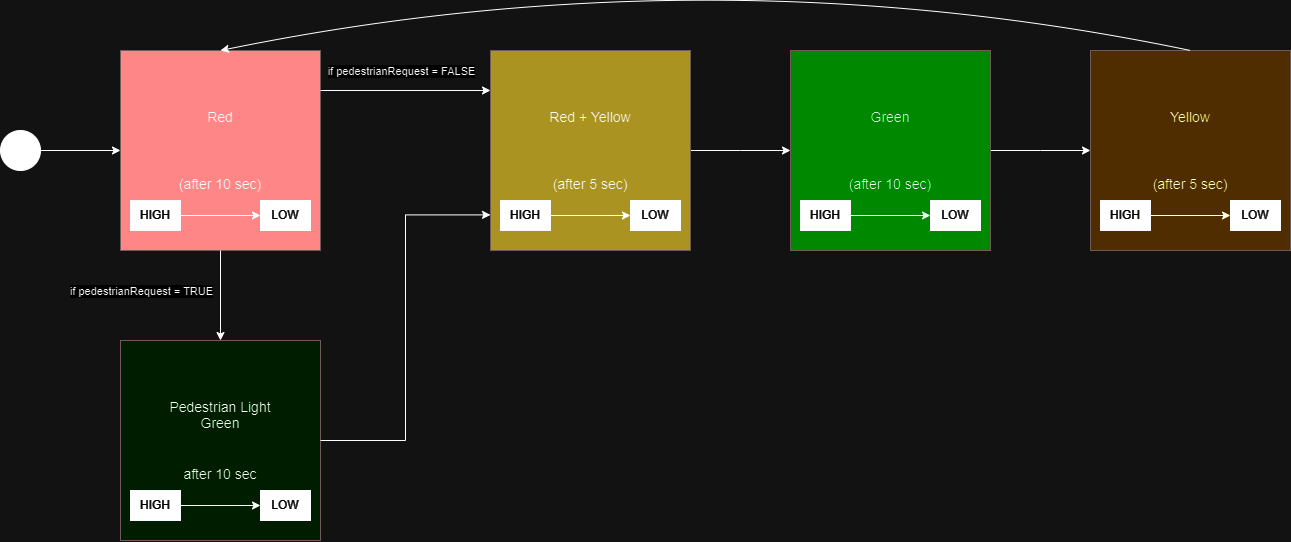 if pedestrianRequest = FALSE
Red
(after 10 sec)
HIGH
LOW
Red + Yellow
(after 5 sec)
HIGH
LOW
Green
(after 10 sec)
HIGH
LOW
Yellow
(after 5 sec)
HIGH
LOW
if pedestrianRequest = TRUE
Pedestrian Light
Green
after 10 sec
HIGH
LOW